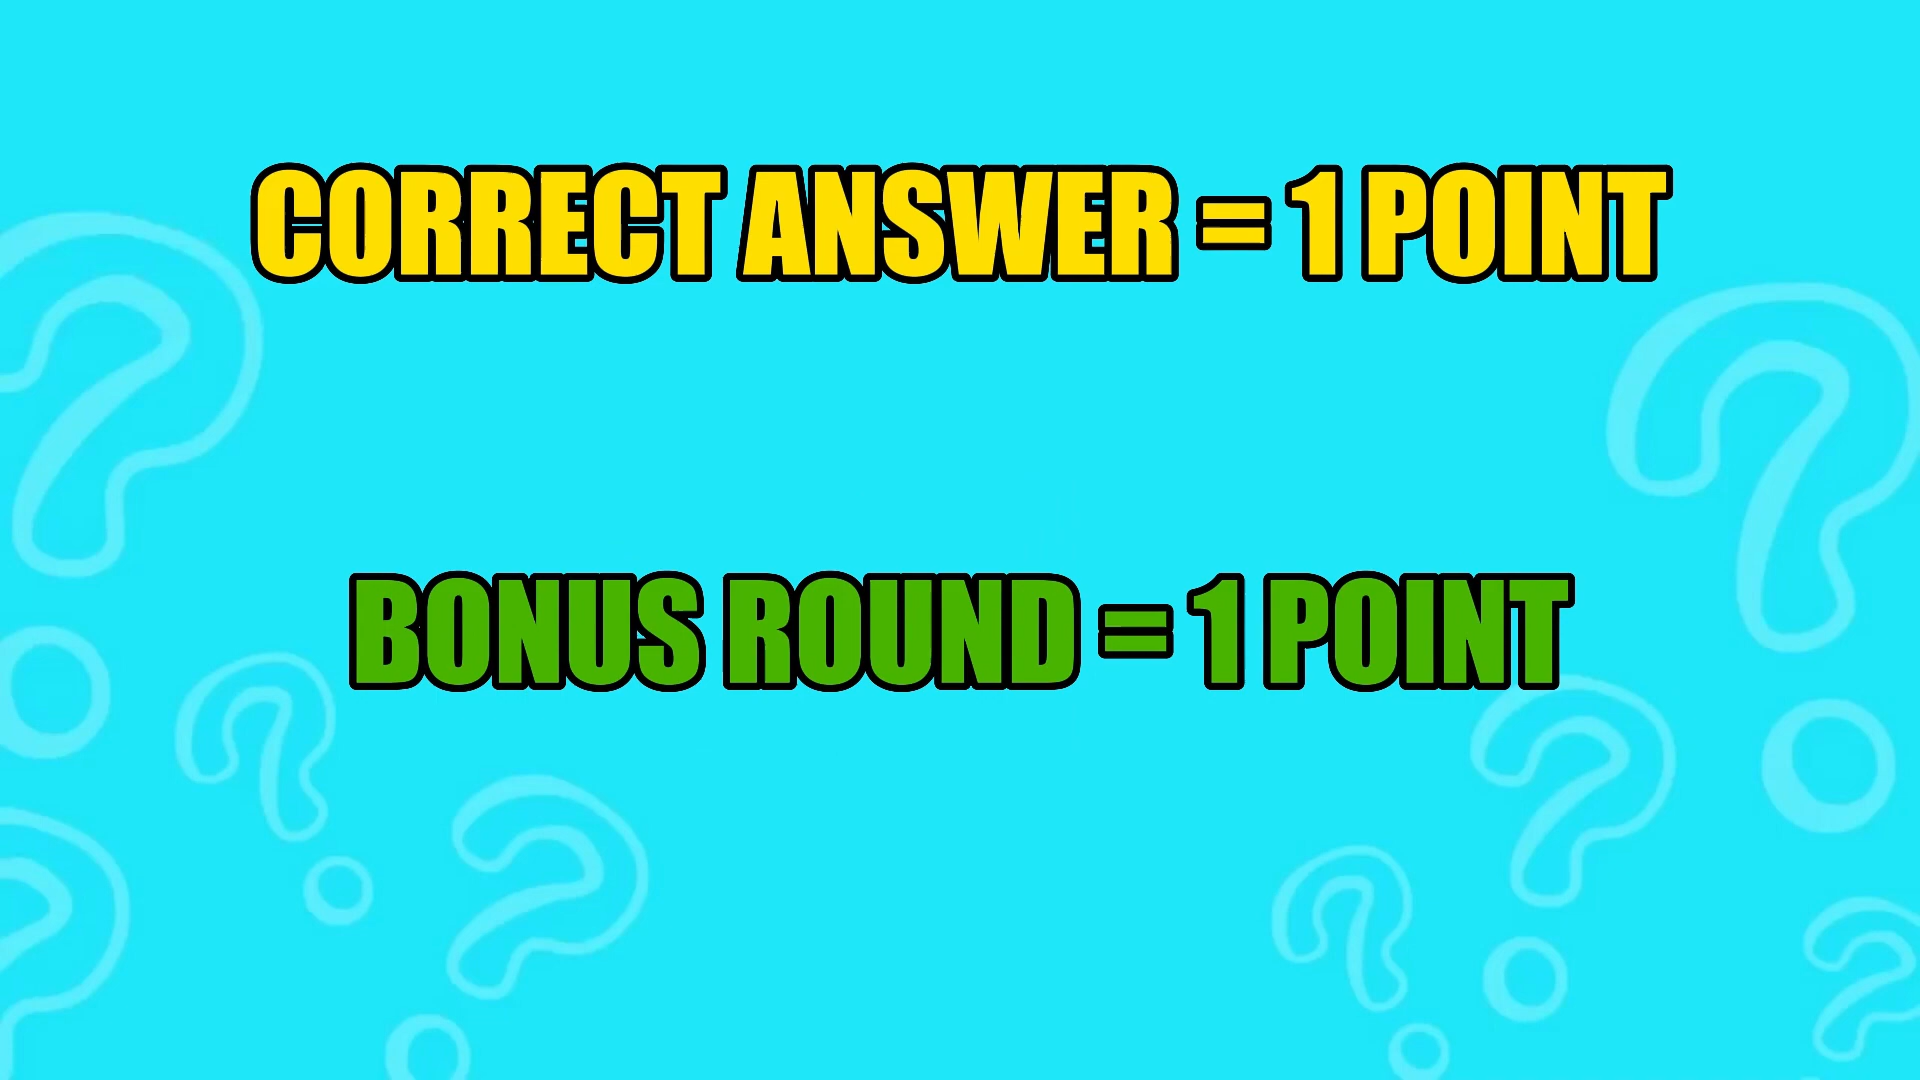 CORRECT ANSWER = 1 POINT
BONUS ROUND = 1 POINT